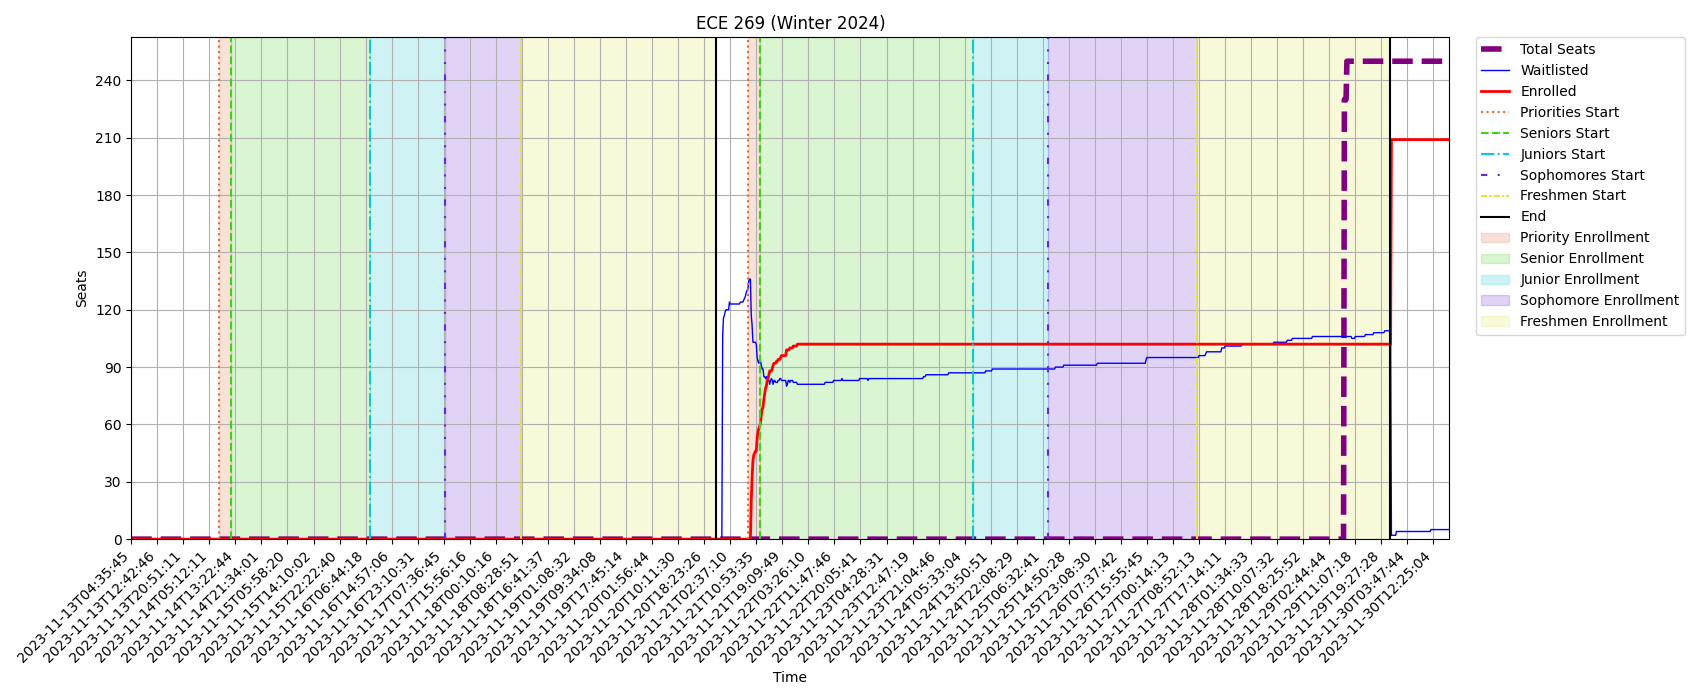 ECE 269 (Winter 2024)
Seats
240
210
180
150
120
90
60
30
0
2023-11-13T04:35:45
2023-11-13T12:42:46
2023-11-13T20:51:11
2023-11-14T05:12:11
2023-11-14T13:22:44
2023-11-14T21:34:01
2023-11-15T05:58:20
2023-11-15T14:10:02
2023-11-15T22:22:40
2023-11-16T06:44:18
2023-11-16T14:57:06
2023-11-16T23:10:31
2023-11-17T07:36:45
2023-11-17T15:56:16
2023-11-18T00:10:16
2023-11-18T08:28:51
2023-11-18T16:41:37
2023-11-19T01:08:32
2023-11-19T09:34:08
2023-11-19T17:45:14
2023-11-20T01:56:44
2023-11-20T10:11:30
2023-11-20T18:23:26
2023-11-21T02:37:10
2023-11-21T10:53:35
2023-11-21T19:09:49
2023-11-22T03:26:10
2023-11-22T11:47:46
2023-11-22T20:05:41
2023-11-23T04:28:31
2023-11-23T12:47:19
2023-11-23T21:04:46
2023-11-24T05:33:04
2023-11-24T13:50:51
2023-11-24T22:08:29
2023-11-25T06:32:41
2023-11-25T14:50:28
2023-11-25T23:08:30
2023-11-26T07:37:42
2023-11-26T15:55:45
2023-11-27T00:14:13
2023-11-27T08:52:13
2023-11-27T17:14:11
2023-11-28T01:34:33
2023-11-28T10:07:32
2023-11-28T18:25:52
2023-11-29T02:44:44
2023-11-29T11:07:18
2023-11-29T19:27:28
2023-11-30T03:47:44
2023-11-30T12:25:04
Time
Total Seats
Waitlisted
Enrolled
Priorities Start
Seniors Start
Juniors Start
Sophomores Start
Freshmen Start
End
Priority Enrollment
Senior Enrollment
Junior Enrollment
Sophomore Enrollment
Freshmen Enrollment